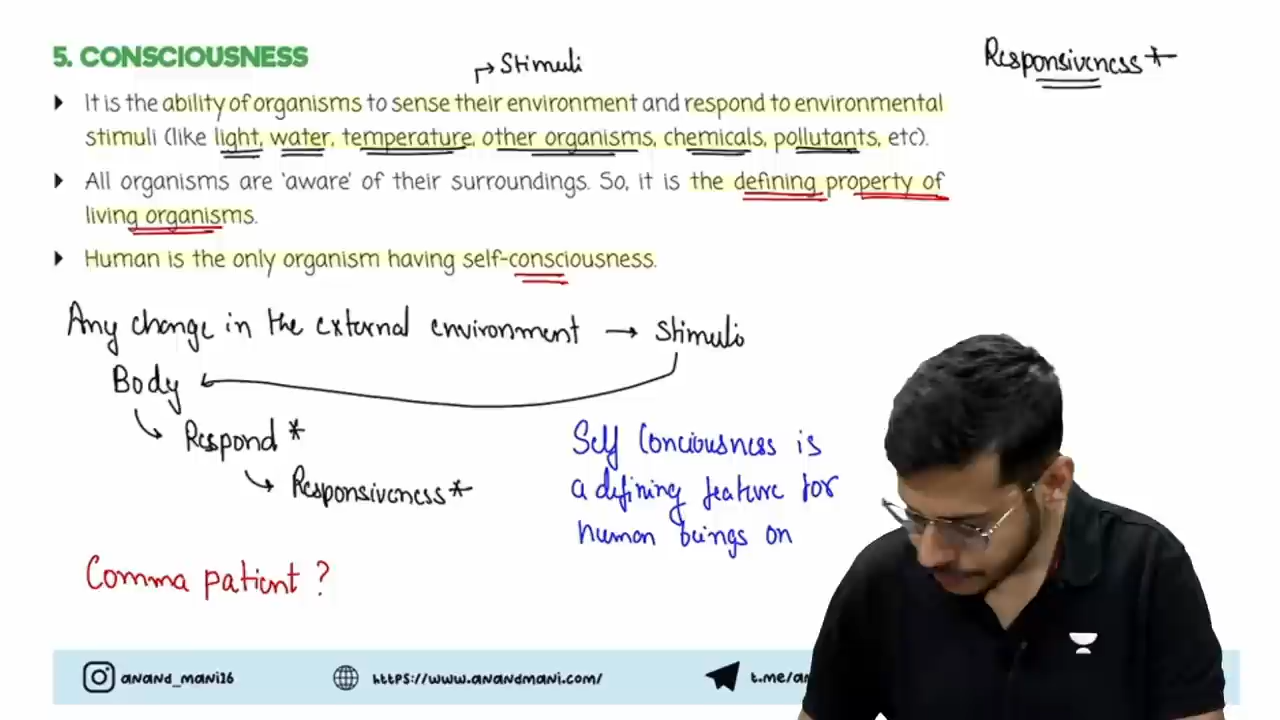 5. CONSCIOUSNESS
Stimuli
Responsiveness*
It is the ability of organisms to sense their environment and respond to environmental
stimuli (like light, water, temperature, other organisms, chemicals, pollutants, etc).
All organisms are 'aware' of their surroundings. So, it is the defining property of
living organisms.
Human is the only organism having self-consciousness.
Any change in the external environment → Stimuli
Body
Respond *
Responsiveness*
Self Conciousness is
a defining feature for
human beings on
Comma patient ?
anand_mani26
https://www.anandmani.com/